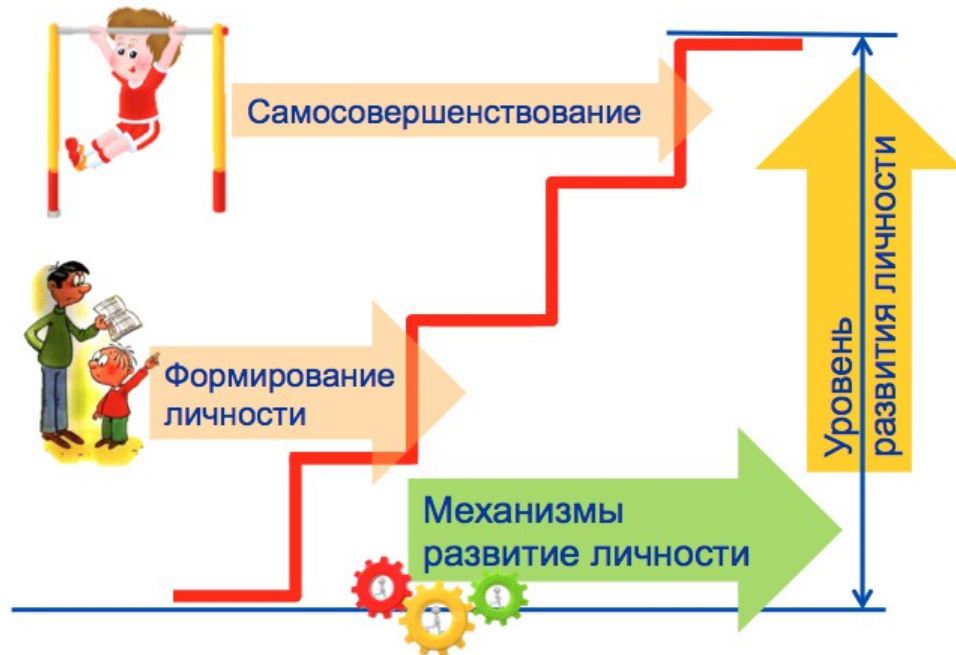 Самосовершенствование
Формирование
личности
Механизмы
развитие личности
Уровень
развития личности